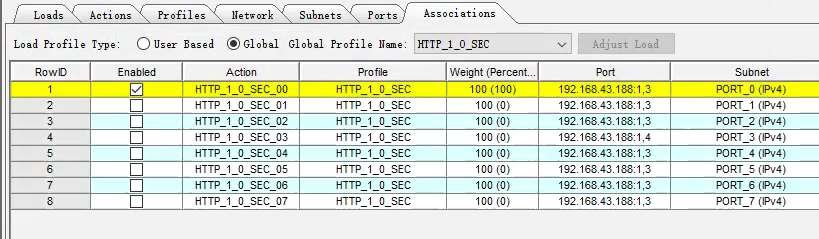 Loads Actions Profiles Network Subnets Ports Associations
Load Profile Type: User Based Global Global Profile Name: HTTP_1_0_SEC Adjust Load
RowID Enabled Action Profile Weight (Percent... Port Subnet
1 HTTP_1_0_SEC_00 HTTP_1_0_SEC 100 (100) 192.168.43.188:1,3 PORT_0 (IPv4)
2 HTTP_1_0_SEC_01 HTTP_1_0_SEC 100 (0) 192.168.43.188:1,3 PORT_1 (IPv4)
3 HTTP_1_0_SEC_02 HTTP_1_0_SEC 100 (0) 192.168.43.188:1,3 PORT_2 (IPv4)
4 HTTP_1_0_SEC_03 HTTP_1_0_SEC 100 (0) 192.168.43.188:1,4 PORT_3 (IPv4)
5 HTTP_1_0_SEC_04 HTTP_1_0_SEC 100 (0) 192.168.43.188:1,3 PORT_4 (IPv4)
6 HTTP_1_0_SEC_05 HTTP_1_0_SEC 100 (0) 192.168.43.188:1,3 PORT_5 (IPv4)
7 HTTP_1_0_SEC_06 HTTP_1_0_SEC 100 (0) 192.168.43.188:1,3 PORT_6 (IPv4)
8 HTTP_1_0_SEC_07 HTTP_1_0_SEC 100 (0) 192.168.43.188:1,3 PORT_7 (IPv4)